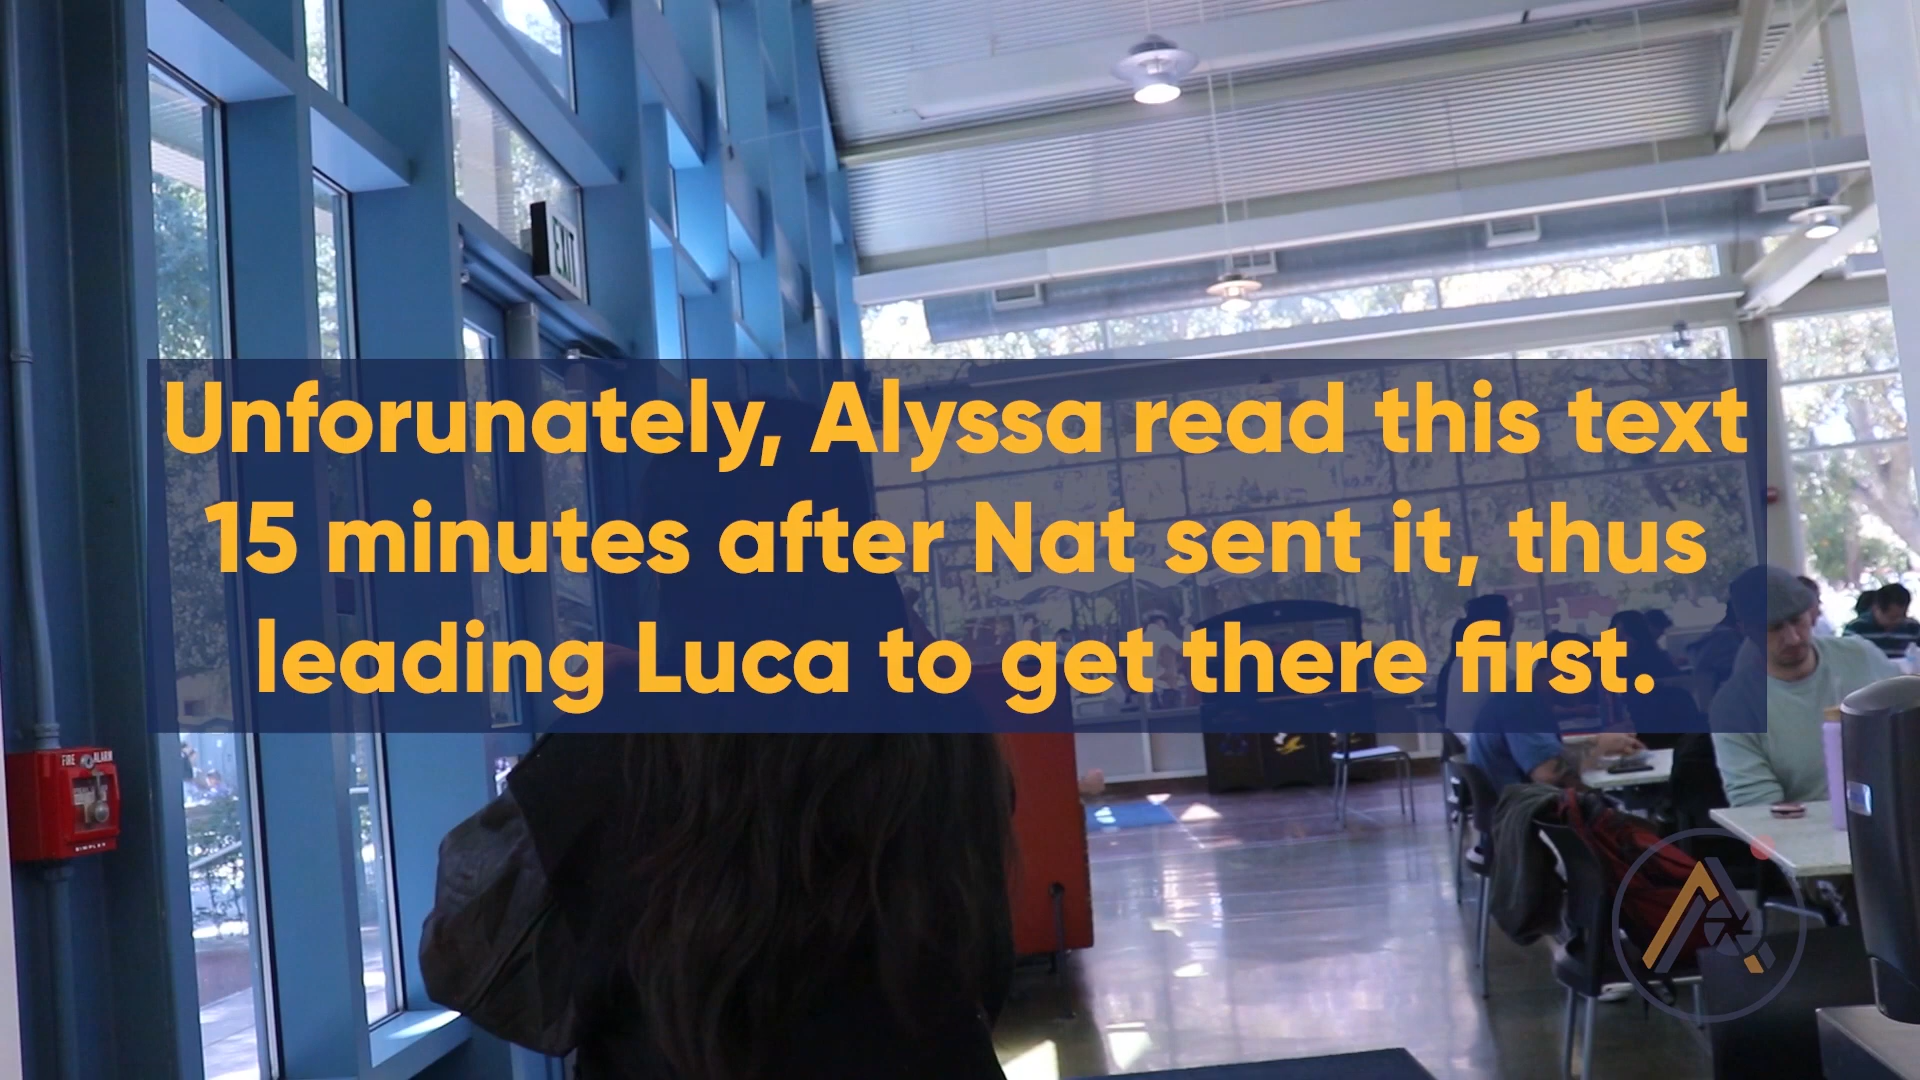 EXIT
Unforunately, Alyssa read this text
15 minutes after Nat sent it, thus
leading Luca to get there first.
FIRE ALARM
SIMPLEX